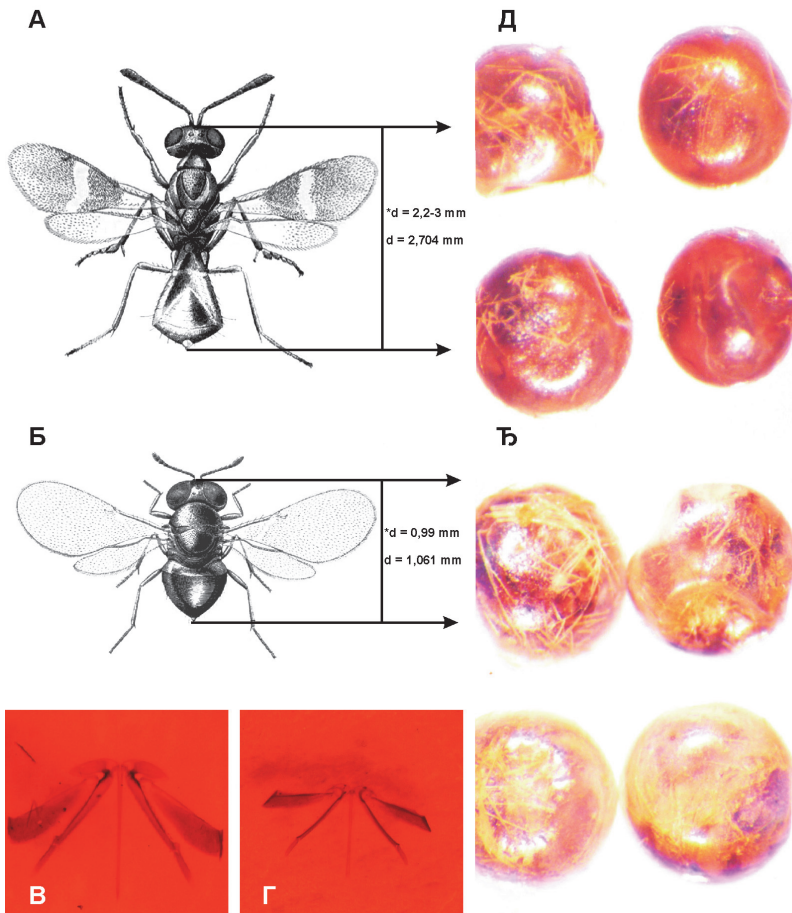 А
Д
*d = 2,2-3 mm
d = 2,704 mm
Б
Ђ
*d = 0,99 mm
d = 1,061 mm
В
Г